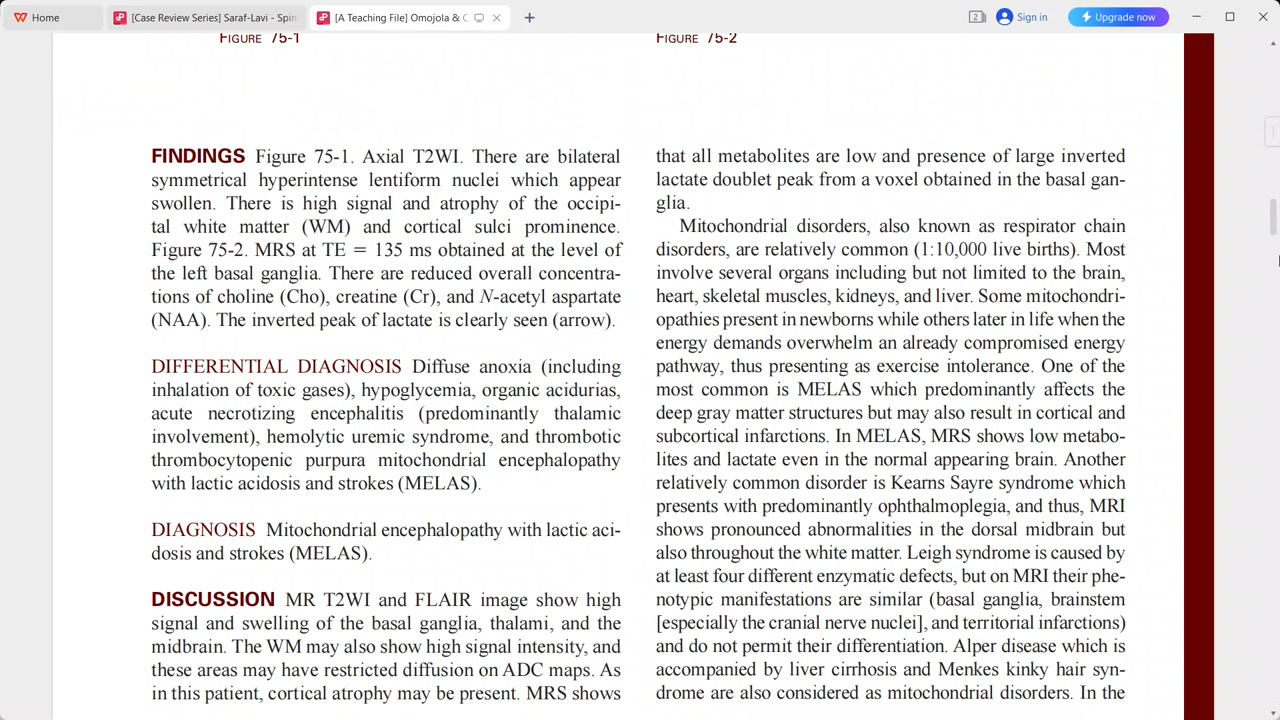 Home
[Case Review Series] Saraf-Lavi - Spin
[A Teaching File] Omojola & C
2
Sign in
Upgrade now
FIGURE 75-1
FIGURE 75-2
FINDINGS Figure 75-1. Axial T2WI. There are bilateral
symmetrical hyperintense lentiform nuclei which appear
swollen. There is high signal and atrophy of the occipi-
tal white matter (WM) and cortical sulci prominence.
Figure 75-2. MRS at TE = 135 ms obtained at the level of
the left basal ganglia. There are reduced overall concentra-
tions of choline (Cho), creatine (Cr), and N-acetyl aspartate
(NAA). The inverted peak of lactate is clearly seen (arrow).
DIFFERENTIAL DIAGNOSIS Diffuse anoxia (including
inhalation of toxic gases), hypoglycemia, organic acidurias,
acute necrotizing encephalitis (predominantly thalamic
involvement), hemolytic uremic syndrome, and thrombotic
thrombocytopenic purpura mitochondrial encephalopathy
with lactic acidosis and strokes (MELAS).
DIAGNOSIS Mitochondrial encephalopathy with lactic aci-
dosis and strokes (MELAS).
DISCUSSION MR T2WI and FLAIR image show high
signal and swelling of the basal ganglia, thalami, and the
midbrain. The WM may also show high signal intensity, and
these areas may have restricted diffusion on ADC maps. As
in this patient, cortical atrophy may be present. MRS shows
that all metabolites are low and presence of large inverted
lactate doublet peak from a voxel obtained in the basal gan-
glia.
Mitochondrial disorders, also known as respirator chain
disorders, are relatively common (1:10,000 live births). Most
involve several organs including but not limited to the brain,
heart, skeletal muscles, kidneys, and liver. Some mitochondri-
opathies present in newborns while others later in life when the
energy demands overwhelm an already compromised energy
pathway, thus presenting as exercise intolerance. One of the
most common is MELAS which predominantly affects the
deep gray matter structures but may also result in cortical and
subcortical infarctions. In MELAS, MRS shows low metabo-
lites and lactate even in the normal appearing brain. Another
relatively common disorder is Kearns Sayre syndrome which
presents with predominantly ophthalmoplegia, and thus, MRI
shows pronounced abnormalities in the dorsal midbrain but
also throughout the white matter. Leigh syndrome is caused by
at least four different enzymatic defects, but on MRI their phe-
notypic manifestations are similar (basal ganglia, brainstem
[especially the cranial nerve nuclei], and territorial infarctions)
and do not permit their differentiation. Alper disease which is
accompanied by liver cirrhosis and Menkes kinky hair syn-
drome are also considered as mitochondrial disorders. In the